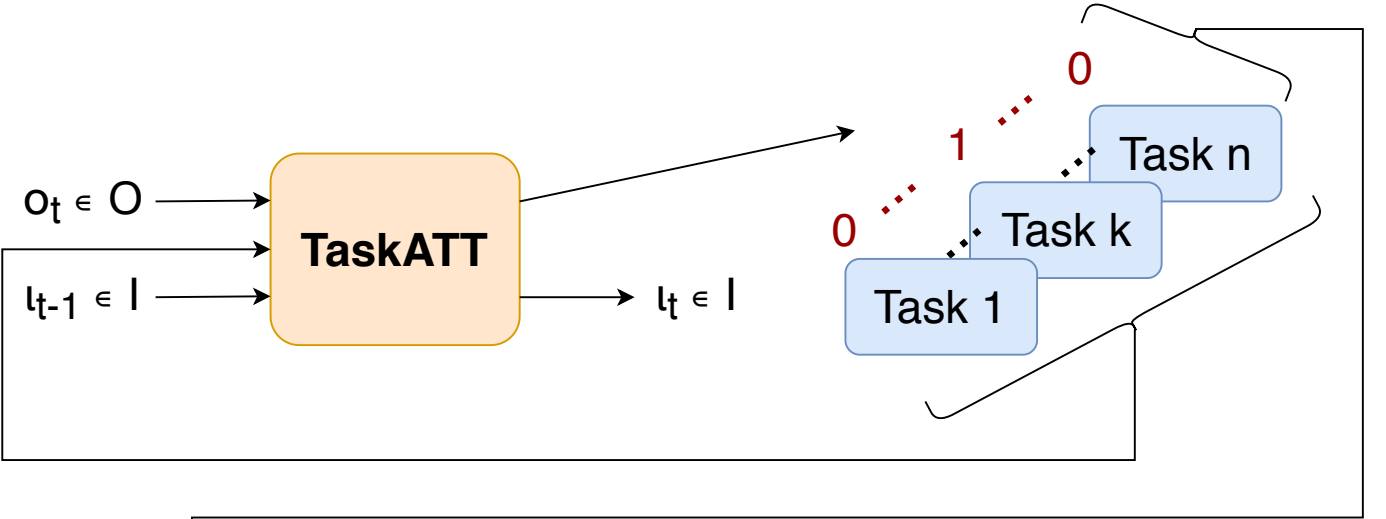 oₜ ∊ O
ιₜ₋₁ ∊ I
TaskATT
ιₜ ∊ I
0
1
0
Task n
Task k
Task 1